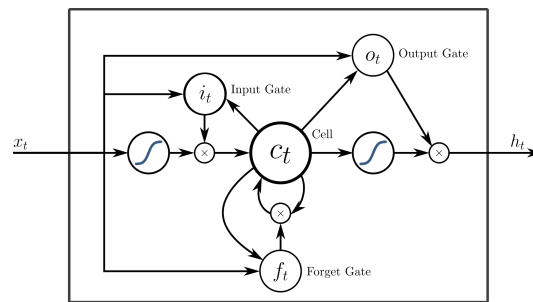 o_t Output Gate
i_t Input Gate
x_t
×
c_t Cell
×
h_t
×
f_t Forget Gate